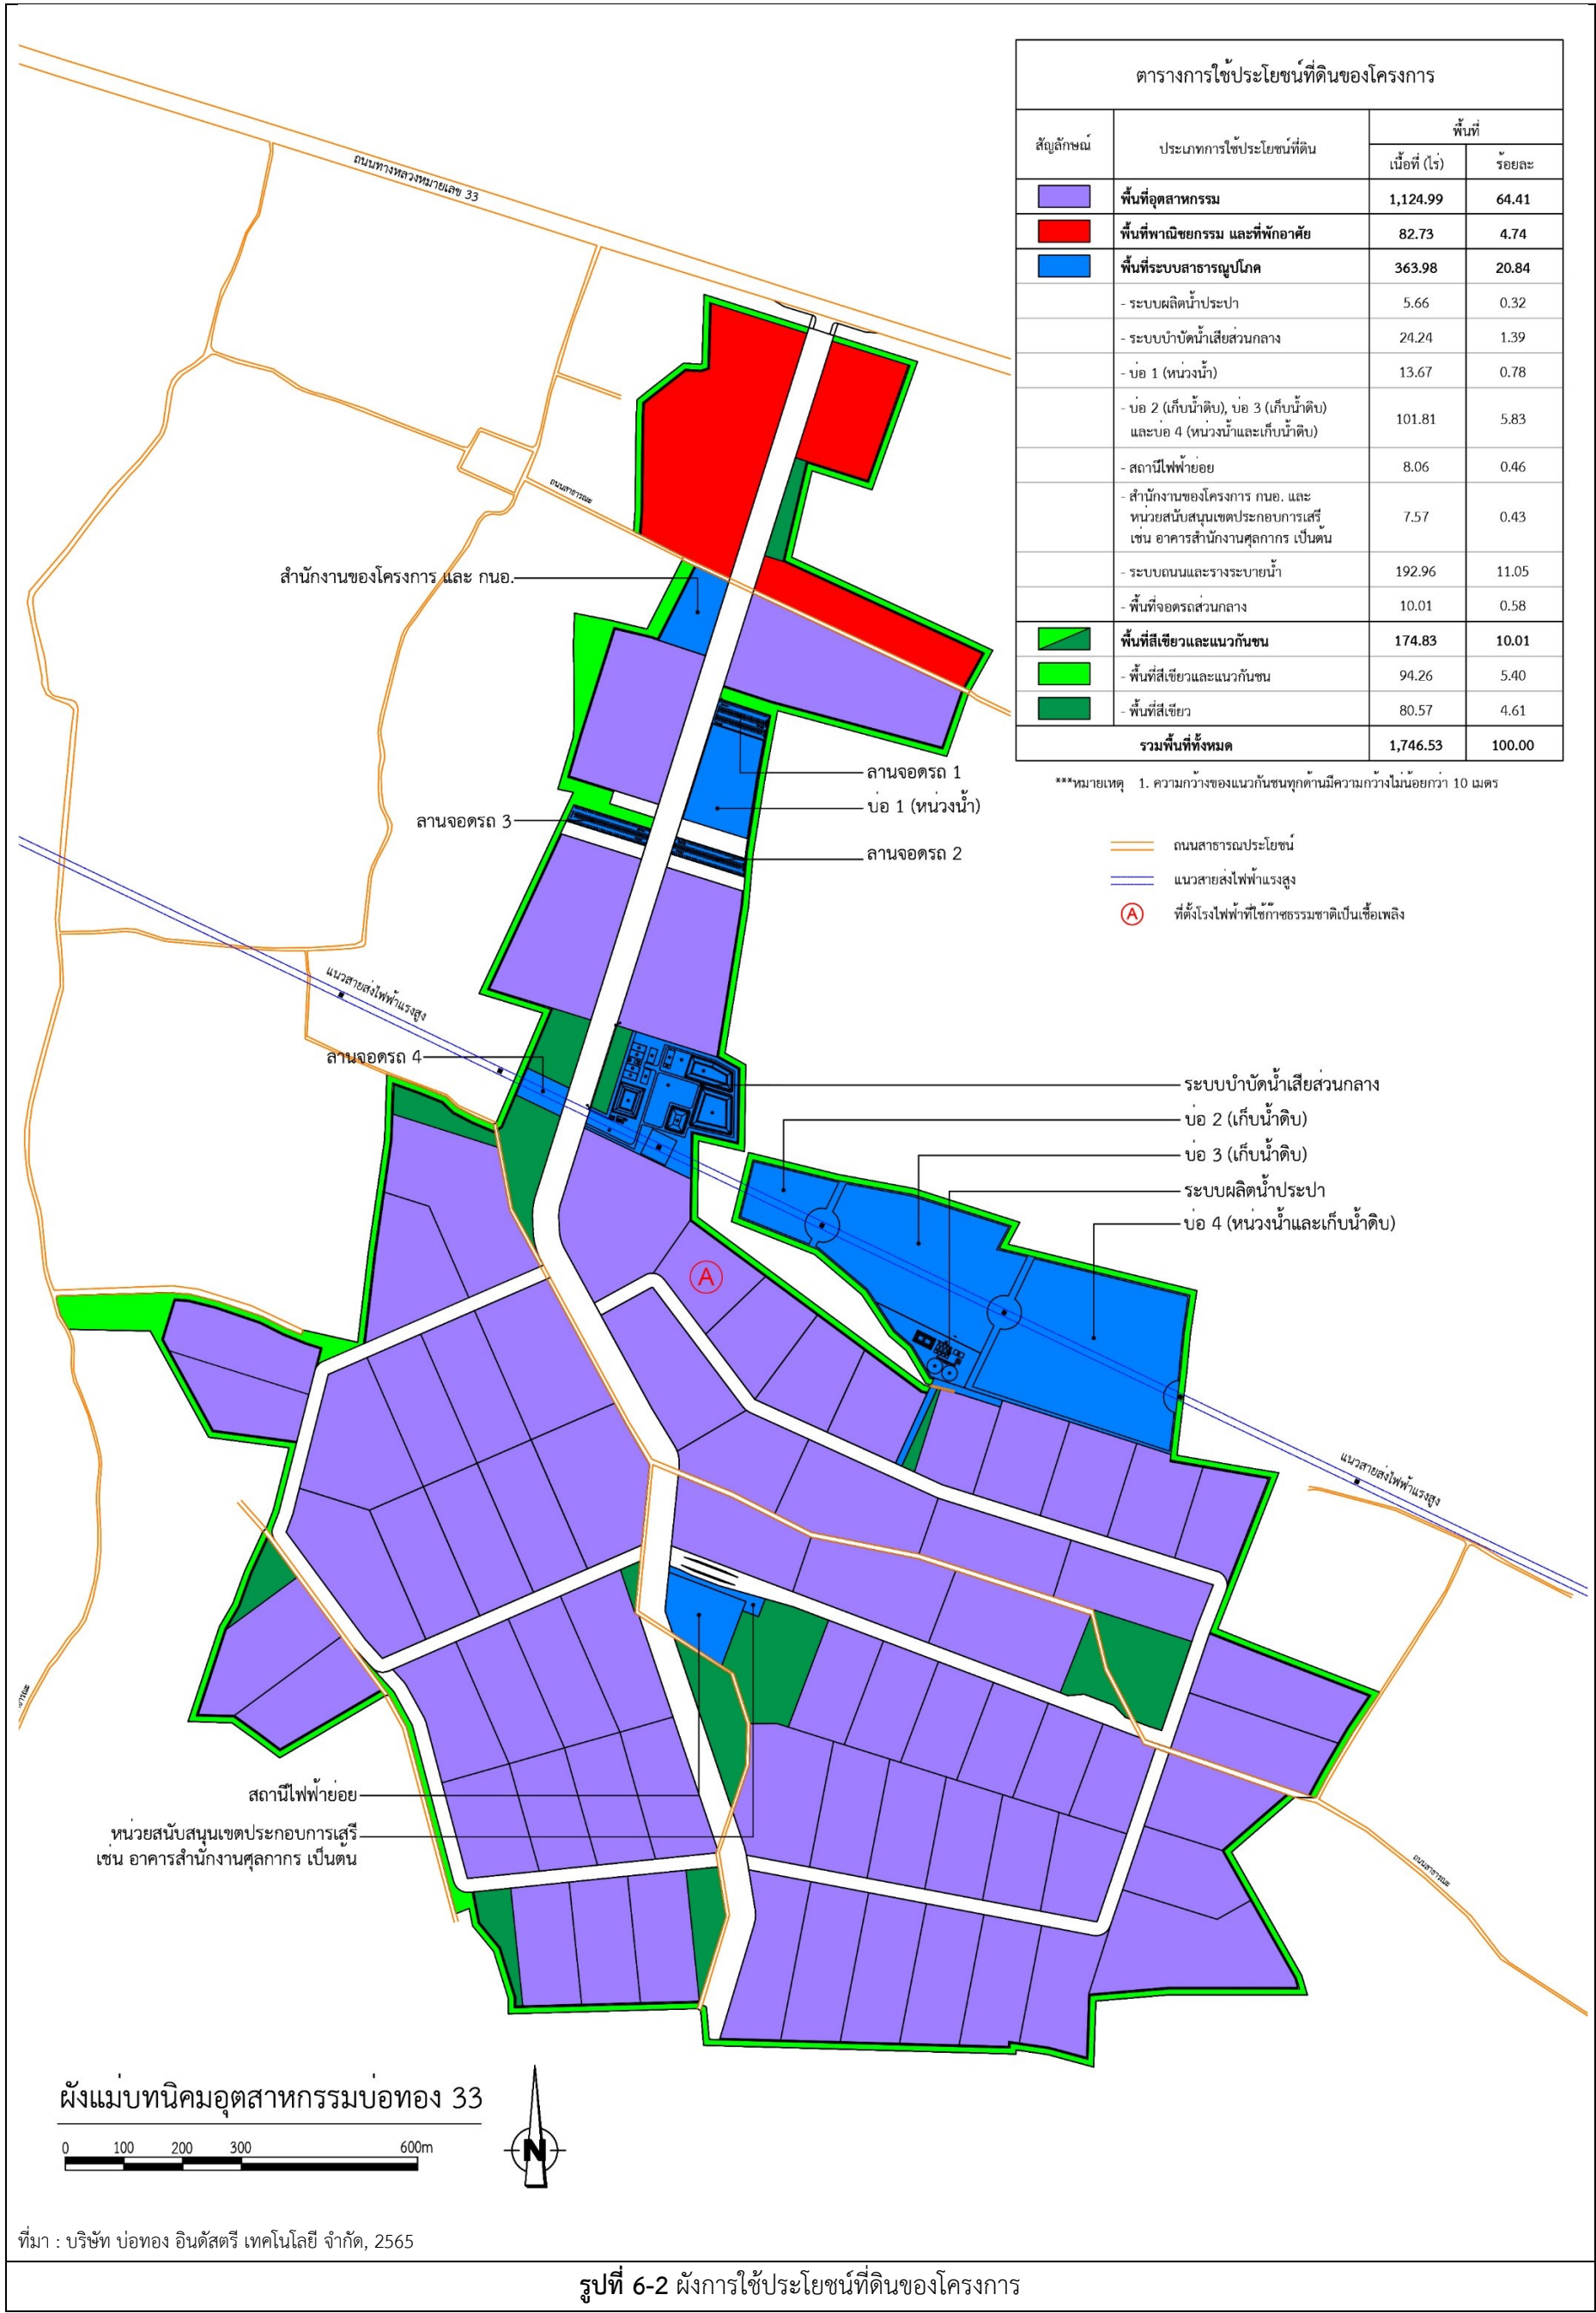 ตารางการใช้ประโยชน์ที่ดินของโครงการ
สัญลักษณ์ ประเภทการใช้ประโยชน์ที่ดิน พื้นที่
เนื้อที่ (ไร่) ร้อยละ
พื้นที่อุตสาหกรรม 1,124.99 64.41
พื้นที่พาณิชยกรรม และที่พักอาศัย 82.73 4.74
พื้นที่ระบบสาธารณูปโภค 363.98 20.84
- ระบบผลิตน้ำประปา 5.66 0.32
- ระบบบำบัดน้ำเสียส่วนกลาง 24.24 1.39
- บ่อ 1 (หน่วงน้ำ) 13.67 0.78
- บ่อ 2 (เก็บน้ำดิบ), บ่อ 3 (เก็บน้ำดิบ)
และบ่อ 4 (หน่วงน้ำและเก็บน้ำดิบ) 101.81 5.83
- สถานีไฟฟ้าย่อย 8.06 0.46
- สำนักงานของโครงการ กนอ. และ
หน่วยสนับสนุนเขตประกอบการเสรี 7.57 0.43
เช่น อาคารสำนักงานศุลกากร เป็นต้น
- ระบบถนนและรางระบายน้ำ 192.96 11.05
- พื้นที่จอดรถส่วนกลาง 10.01 0.58
พื้นที่สีเขียวและแนวกันชน 174.83 10.01
- พื้นที่สีเขียวและแนวกันชน 94.26 5.40
- พื้นที่สีเขียว 80.57 4.61
รวมพื้นที่ทั้งหมด 1,746.53 100.00
***หมายเหตุ 1. ความกว้างของแนวกันชนทุกด้านมีความกว้างไม่น้อยกว่า 10 เมตร
ถนนสาธารณประโยชน์
แนวสายส่งไฟฟ้าแรงสูง
A ที่ตั้งโรงไฟฟ้าที่ใช้ก๊าซธรรมชาติเป็นเชื้อเพลิง
ถนนทางหลวงหมายเลข 33
ถนนสาธารณะ
สำนักงานของโครงการ และ กนอ.
ลานจอดรถ 1
บ่อ 1 (หน่วงน้ำ)
ลานจอดรถ 3
ลานจอดรถ 2
แนวสายส่งไฟฟ้าแรงสูง
ลานจอดรถ 4
ระบบบำบัดน้ำเสียส่วนกลาง
บ่อ 2 (เก็บน้ำดิบ)
บ่อ 3 (เก็บน้ำดิบ)
ระบบผลิตน้ำประปา
บ่อ 4 (หน่วงน้ำและเก็บน้ำดิบ)
A
แนวสายส่งไฟฟ้าแรงสูง
สถานีไฟฟ้าย่อย
หน่วยสนับสนุนเขตประกอบการเสรี
เช่น อาคารสำนักงานศุลกากร เป็นต้น
ถนนสาธารณะ
ผังแม่บทนิคมอุตสาหกรรมบ่อทอง 33
0 100 200 300 600m
N
ที่มา : บริษัท บ่อทอง อินดัสตรี เทคโนโลยี จำกัด, 2565
รูปที่ 6-2 ผังการใช้ประโยชน์ที่ดินของโครงการ